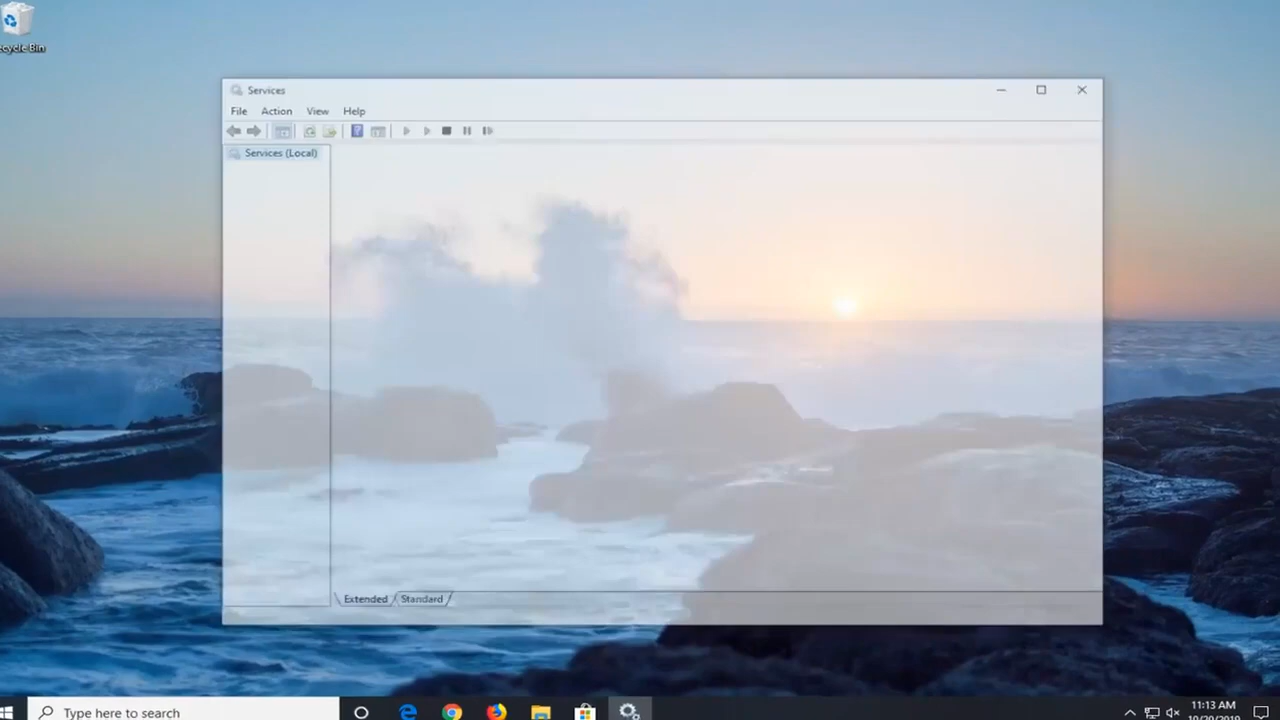 ecycle Bin
Services
File Action View Help
Services (Local)
Extended Standard
Type here to search
11:13 AM